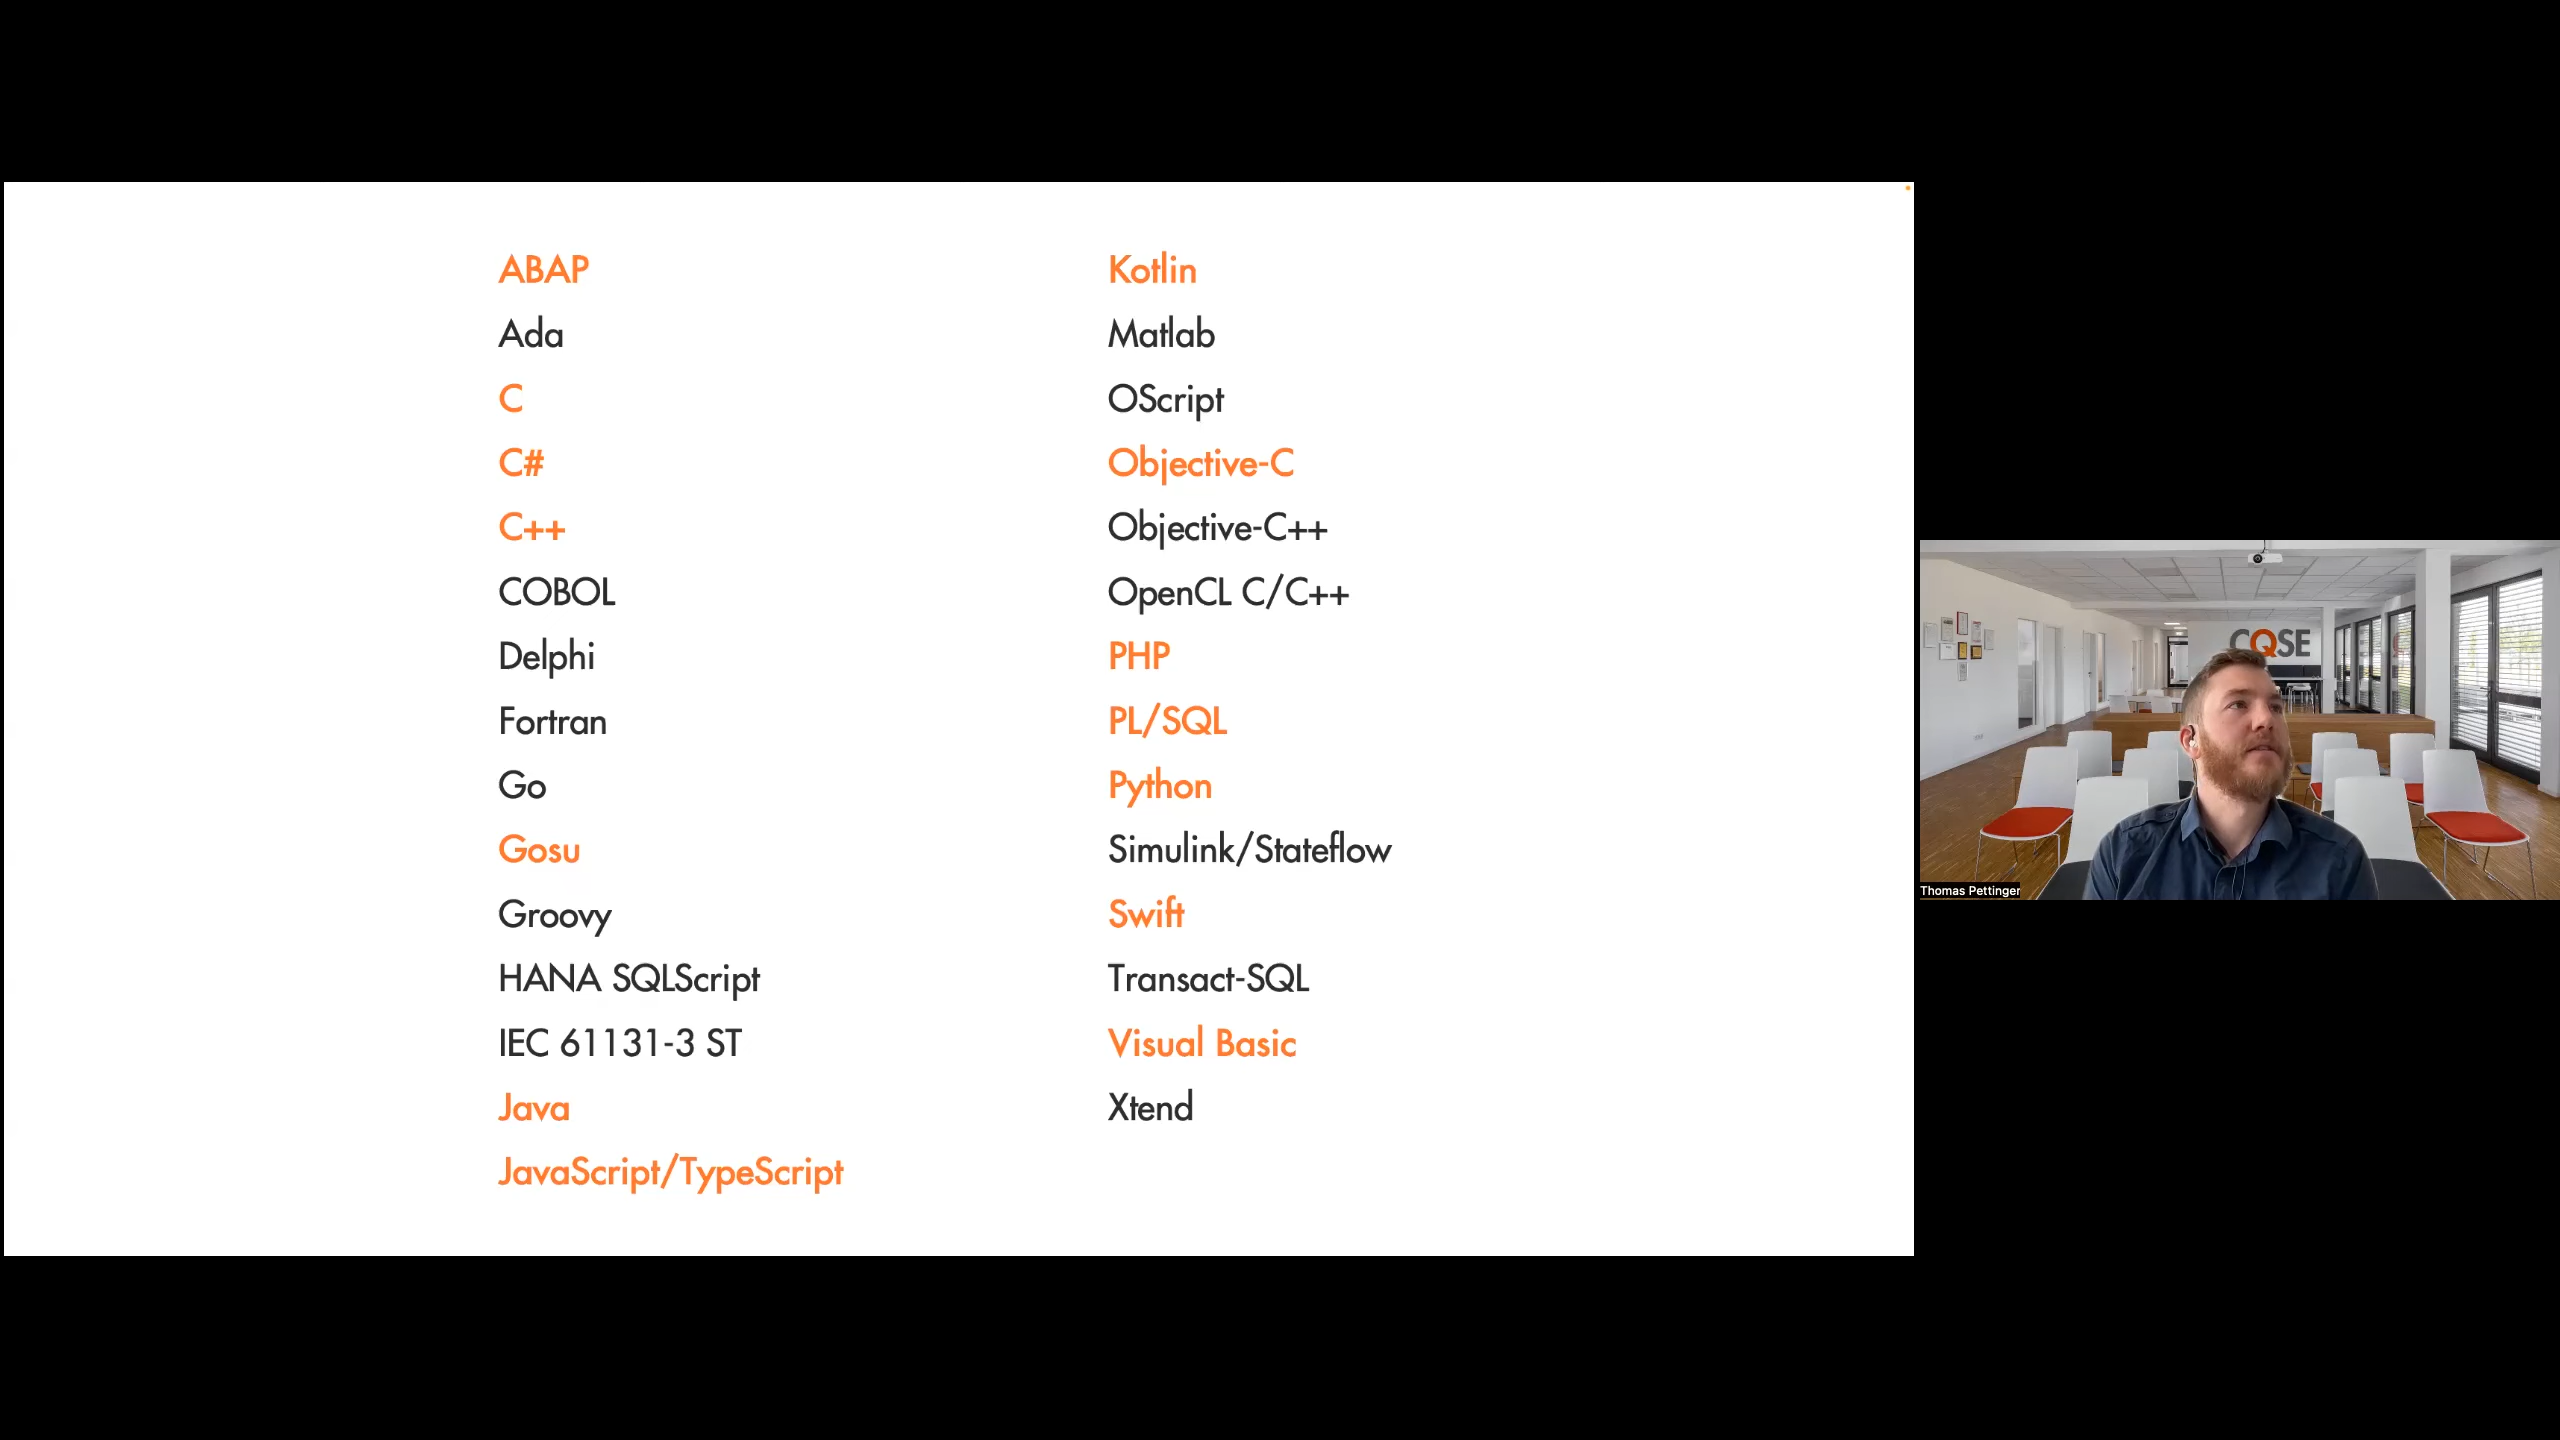 ABAP
Ada
C
C#
C++
COBOL
Delphi
Fortran
Go
Gosu
Groovy
HANA SQLScript
IEC 61131-3 ST
Java
JavaScript/TypeScript
Kotlin
Matlab
OScript
Objective-C
Objective-C++
OpenCL C/C++
PHP
PL/SQL
Python
Simulink/Stateflow
Swift
Transact-SQL
Visual Basic
Xtend
CQSE
Thomas Pettinger